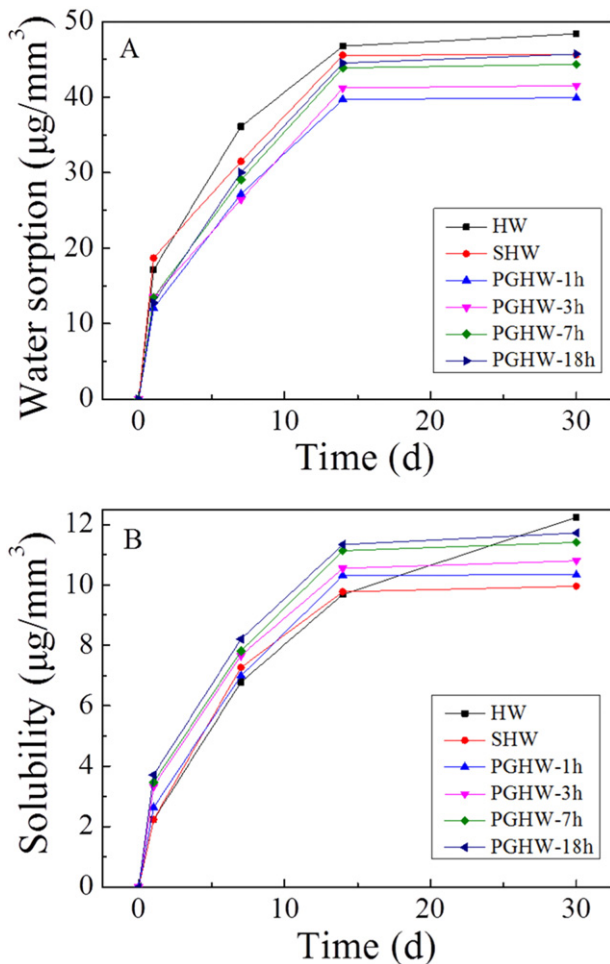 A
Water sorption (µg/mm³)
50
40
30
20
10
0
HW
SHW
PGHW-1h
PGHW-3h
PGHW-7h
PGHW-18h
0 10 20 30
Time (d)
B
Solubility (µg/mm³)
12
10
8
6
4
2
0
HW
SHW
PGHW-1h
PGHW-3h
PGHW-7h
PGHW-18h
0 10 20 30
Time (d)